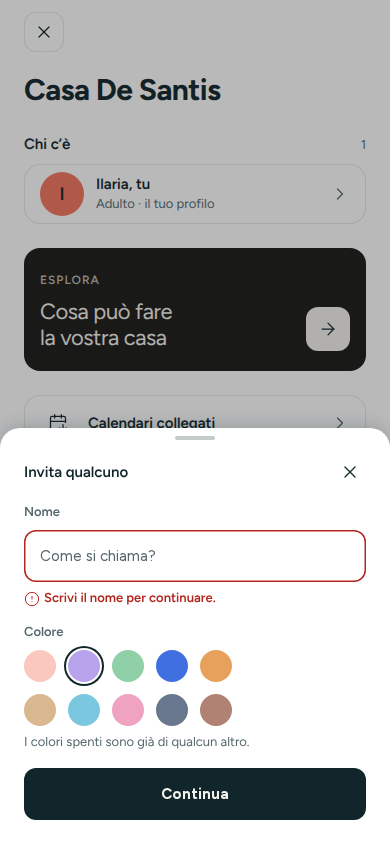 Casa De Santis
Chi c'è
1
I
Ilaria, tu
Adulto · il tuo profilo
ESPLORA
Cosa può fare
la vostra casa
Calendari collegati
Invita qualcuno
Nome
Come si chiama?
Scrivi il nome per continuare.
Colore
I colori spenti sono già di qualcun altro.
Continua